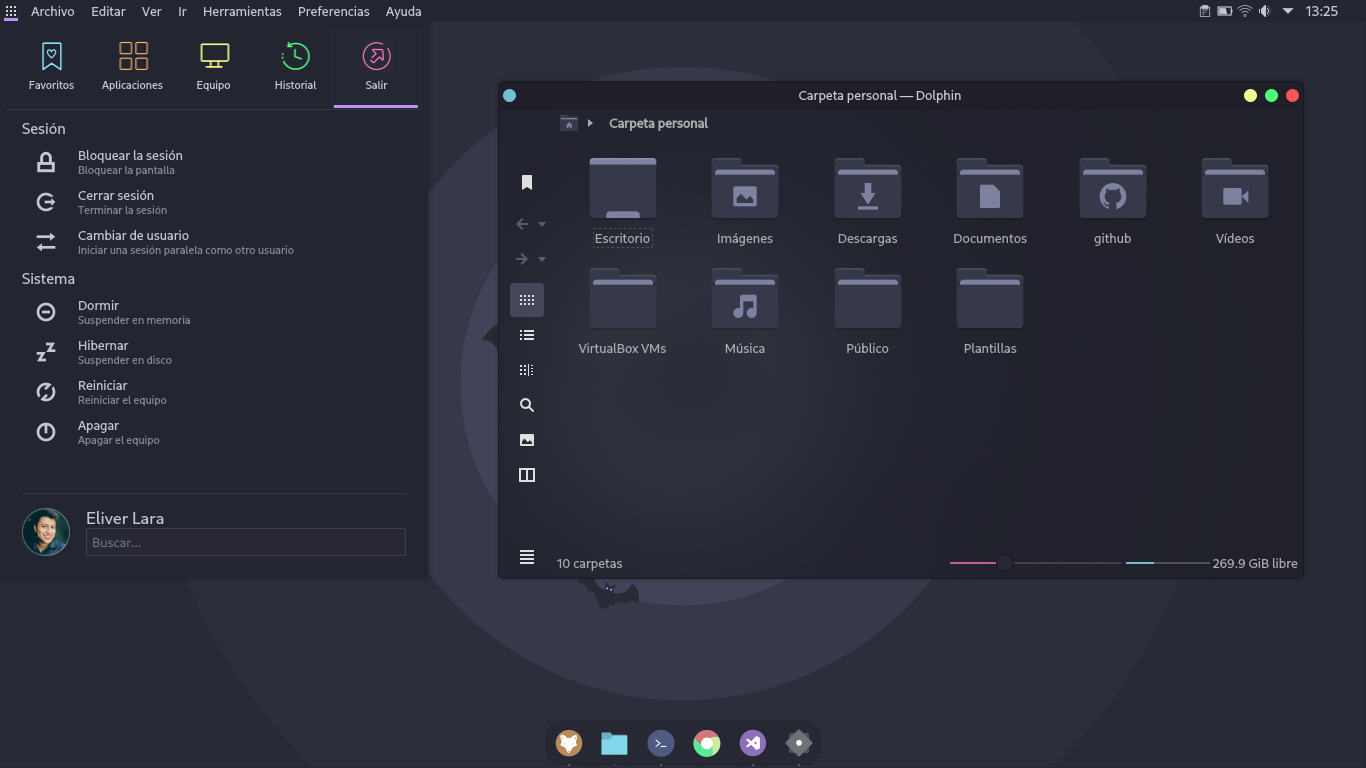 Archivo Editar Ver Ir Herramientas Preferencias Ayuda 13:25
Favoritos Aplicaciones Equipo Historial Salir
Sesión
Bloquear la sesión
Bloquear la pantalla
Cerrar sesión
Terminar la sesión
Cambiar de usuario
Iniciar una sesión paralela como otro usuario
Sistema
Dormir
Suspender en memoria
Hibernar
Suspender en disco
Reiniciar
Reiniciar el equipo
Apagar
Apagar el equipo
Eliver Lara
Buscar...
Carpeta personal — Dolphin
Carpeta personal
Escritorio Imágenes Descargas Documentos github Vídeos
VirtualBox VMs Música Público Plantillas
10 carpetas 269.9 GiB libre